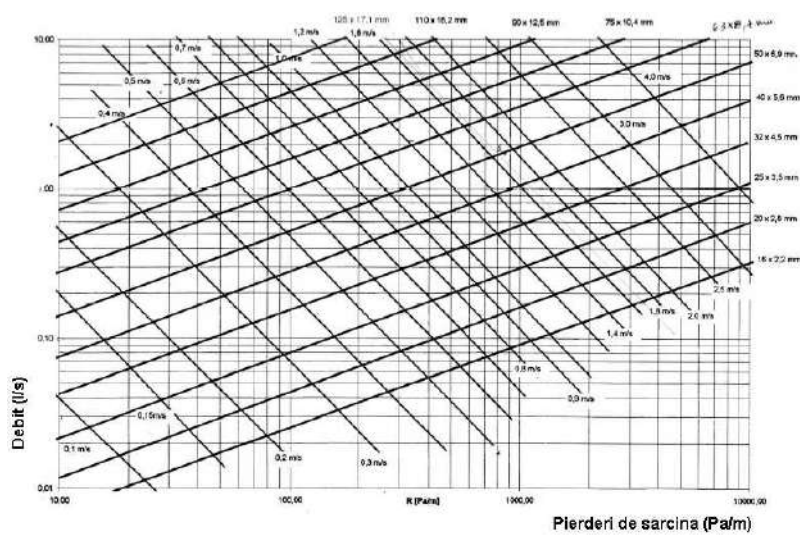 125 x 17,1 mm
110 x 15,2 mm
90 x 12,5 mm
75 x 10,4 mm
10.00
0,7 m/s
1,2 m/s
1,6 m/s
1,0 m/s
50 x 6,9 mm
0,5 m/s
0,6 m/s
4,0 m/s
40 x 5,6 mm
0,4 m/s
3,0 m/s
32 x 4,5 mm
25 x 3,5 mm
1.00
20 x 2,8 mm
16 x 2,2 mm
2,5 m/s
1,8 m/s
2,0 m/s
0,10
1,4 m/s
0,8 m/s
0,9 m/s
Debit (l/s)
0,15 m/s
0,1 m/s
0,2 m/s
0,3 m/s
0,01
10,00
100,00
R [Pa/m]
1000,00
10000,00
Pierderi de sarcina (Pa/m)